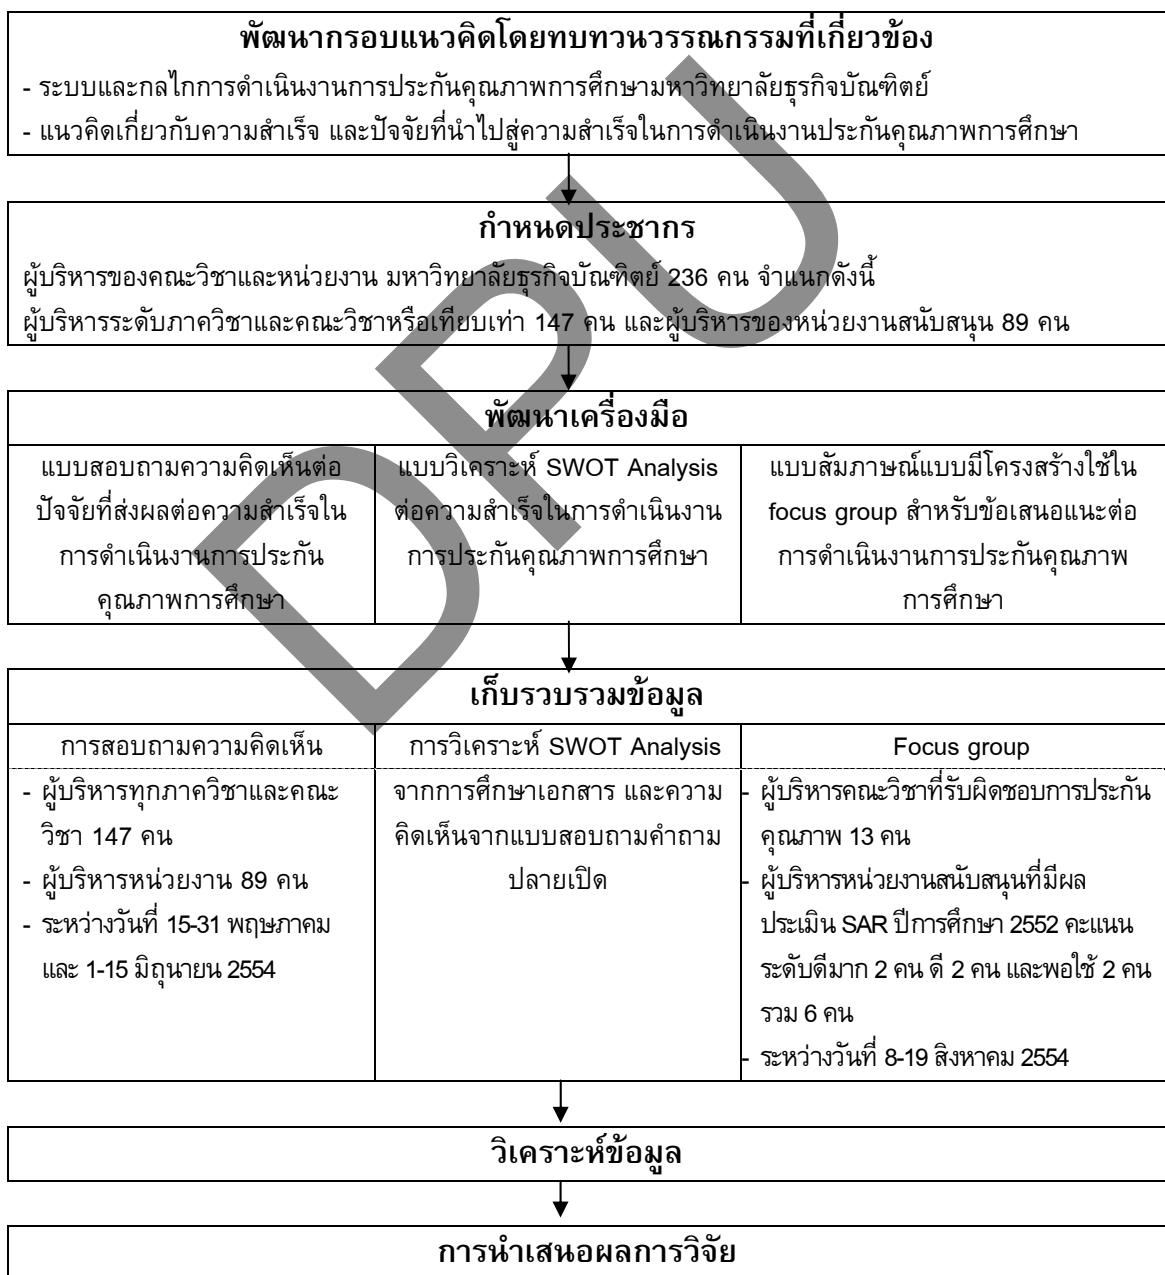 พัฒนากรอบแนวคิดโดยทบทวนวรรณกรรมที่เกี่ยวข้อง
- ระบบและกลไกการดำเนินงานการประกันคุณภาพการศึกษามหาวิทยาลัยธุรกิจบัณฑิตย์
- แนวคิดเกี่ยวกับความสำเร็จ และปัจจัยที่นำไปสู่ความสำเร็จในการดำเนินงานประกันคุณภาพการศึกษา
กำหนดประชากร
ผู้บริหารของคณะวิชาและหน่วยงาน มหาวิทยาลัยธุรกิจบัณฑิตย์ 236 คน จำแนกดังนี้
ผู้บริหารระดับภาควิชาและคณะวิชาหรือเทียบเท่า 147 คน และผู้บริหารของหน่วยงานสนับสนุน 89 คน
พัฒนาเครื่องมือ
แบบสอบถามความคิดเห็นต่อ
ปัจจัยที่ส่งผลต่อความสำเร็จใน
การดำเนินงานการประกัน
คุณภาพการศึกษา
แบบวิเคราะห์ SWOT Analysis
ต่อความสำเร็จในการดำเนินงาน
การประกันคุณภาพการศึกษา
แบบสัมภาษณ์แบบมีโครงสร้างใช้ใน
focus group สำหรับข้อเสนอแนะต่อ
การดำเนินงานการประกันคุณภาพ
การศึกษา
เก็บรวบรวมข้อมูล
การสอบถามความคิดเห็น
- ผู้บริหารทุกภาควิชาและคณะ
วิชา 147 คน
- ผู้บริหารหน่วยงาน 89 คน
- ระหว่างวันที่ 15-31 พฤษภาคม
และ 1-15 มิถุนายน 2554
การวิเคราะห์ SWOT Analysis
จากการศึกษาเอกสาร และความ
คิดเห็นจากแบบสอบถามคำถาม
ปลายเปิด
Focus group
- ผู้บริหารคณะวิชาที่รับผิดชอบการประกัน
คุณภาพ 13 คน
- ผู้บริหารหน่วยงานสนับสนุนที่มีผล
ประเมิน SAR ปีการศึกษา 2552 คะแนน
ระดับดีมาก 2 คน ดี 2 คน และพอใช้ 2 คน
รวม 6 คน
- ระหว่างวันที่ 8-19 สิงหาคม 2554
วิเคราะห์ข้อมูล
การนำเสนอผลการวิจัย
DPU